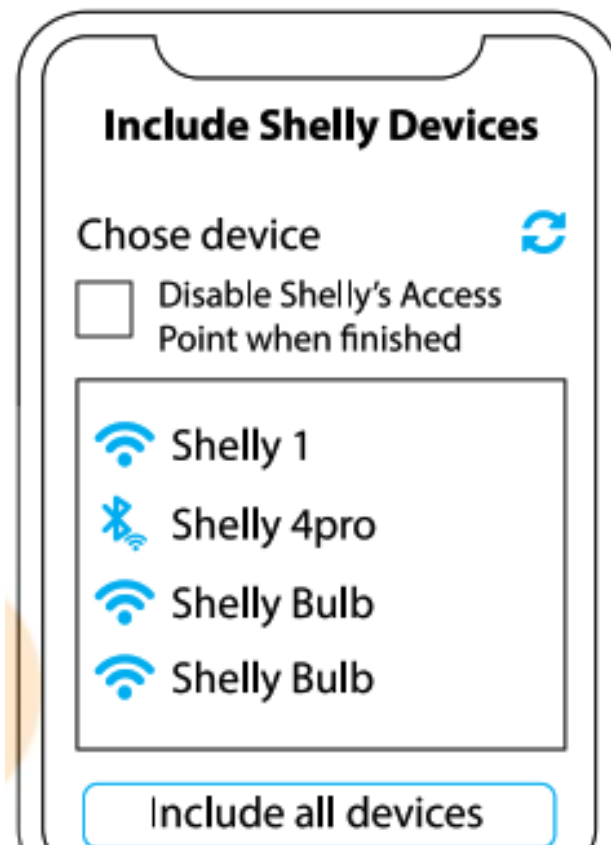 Include Shelly Devices
Chose device
Disable Shelly's Access
Point when finished
Shelly 1
Shelly 4pro
Shelly Bulb
Shelly Bulb
Include all devices